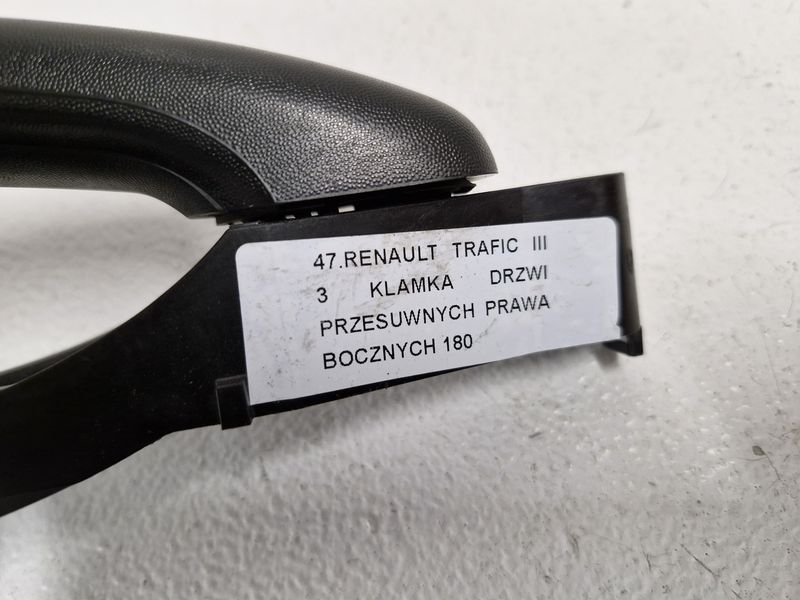 47.RENAULT TRAFIC III
3 KLAMKA DRZWI
PRZESUWNYCH PRAWA
BOCZNYCH 180